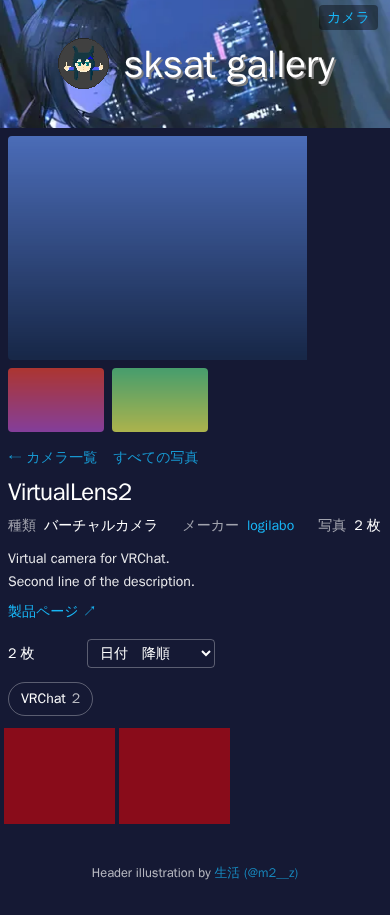 カメラ
sksat gallery
← カメラ一覧 すべての写真
VirtualLens2
種類 バーチャルカメラ メーカー logilabo 写真 2 枚
Virtual camera for VRChat.
Second line of the description.
製品ページ ↗
2 枚 日付 降順
VRChat 2
Header illustration by 生活 (@m2__z)